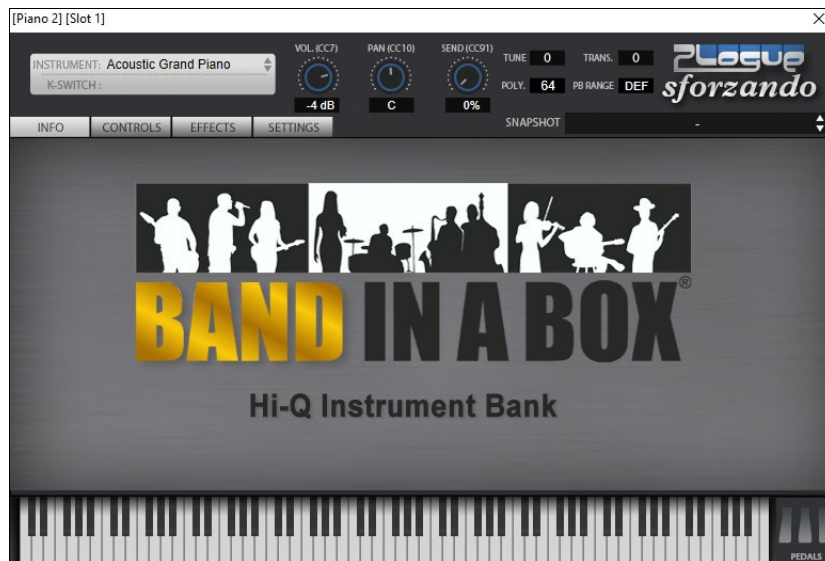 [Piano 2] [Slot 1]
INSTRUMENT: Acoustic Grand Piano
K-SWITCH :
VOL. (CC7)
-4 dB
PAN (CC10)
C
SEND (CC91)
0%
TUNE 0 TRANS. 0
POLY. 64 PB RANGE DEF
Plogue
sforzando
INFO CONTROLS EFFECTS SETTINGS
SNAPSHOT -
BAND IN A BOX®
Hi-Q Instrument Bank
PEDALS